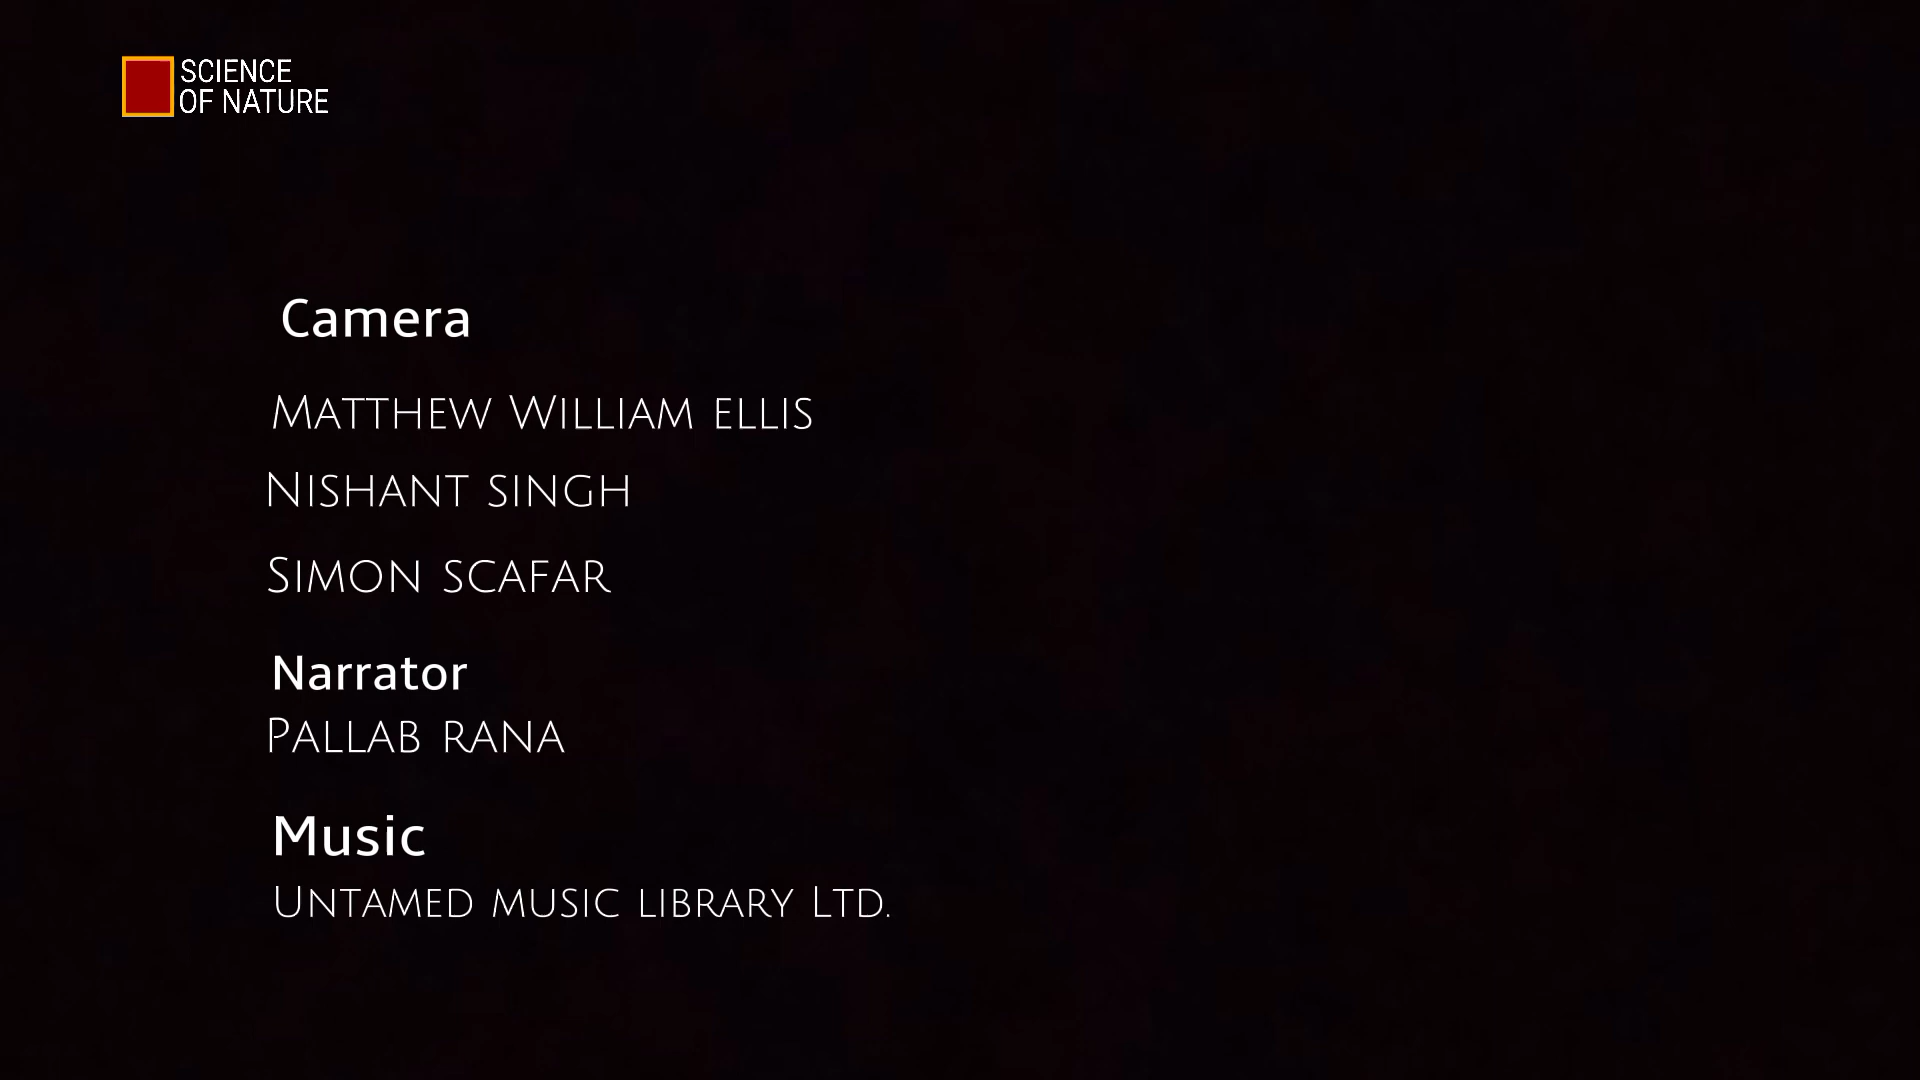 SCIENCE
OF NATURE
Camera
Matthew William ellis
Nishant singh
Simon scafar
Narrator
Pallab rana
Music
Untamed music library Ltd.